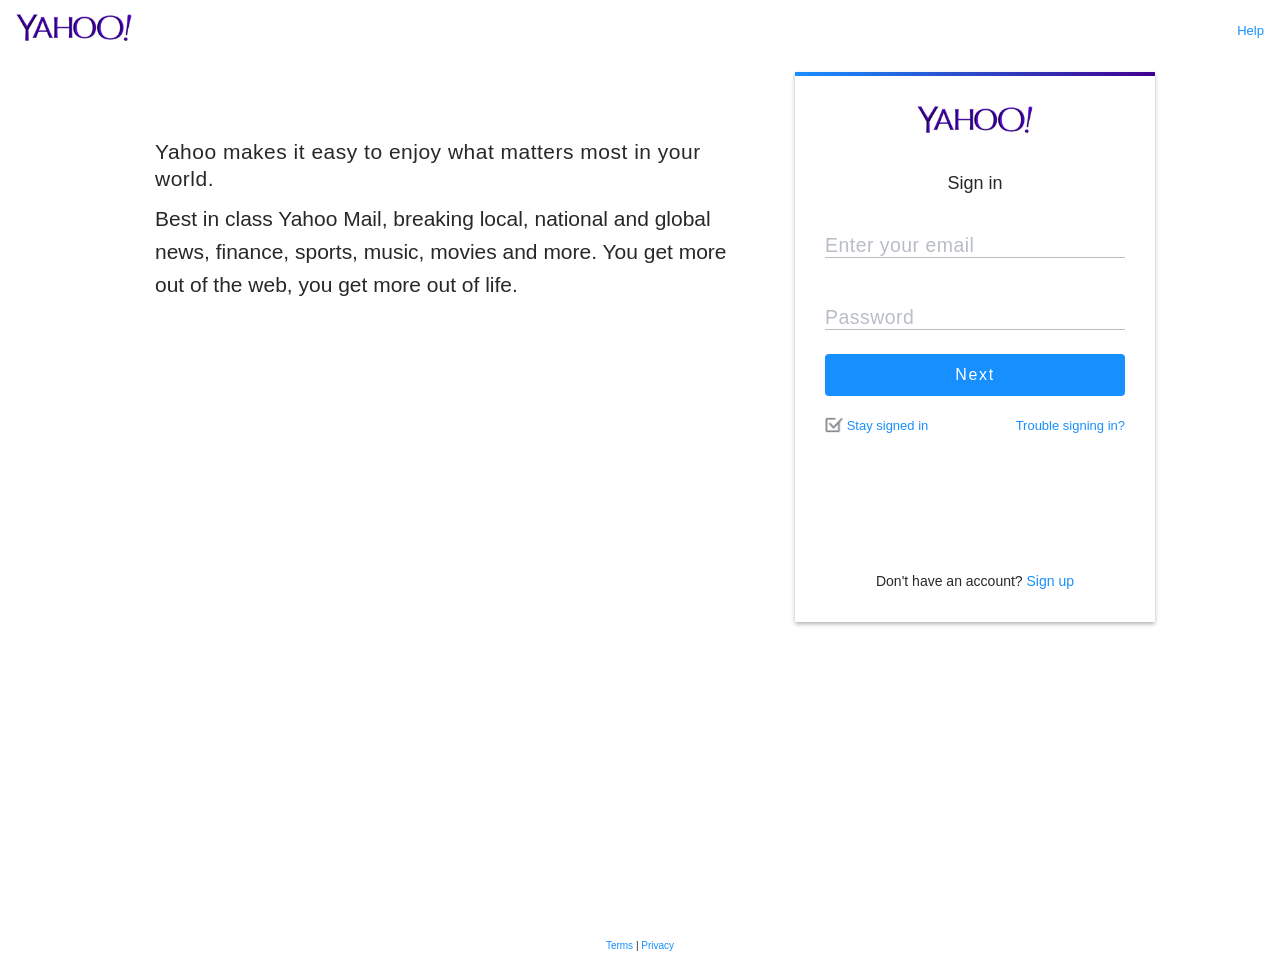 YAHOO!
Help
Yahoo makes it easy to enjoy what matters most in your
world.
Best in class Yahoo Mail, breaking local, national and global
news, finance, sports, music, movies and more. You get more
out of the web, you get more out of life.
YAHOO!
Sign in
Enter your email
Password
Next
Stay signed in
Trouble signing in?
Don't have an account? Sign up
Terms | Privacy